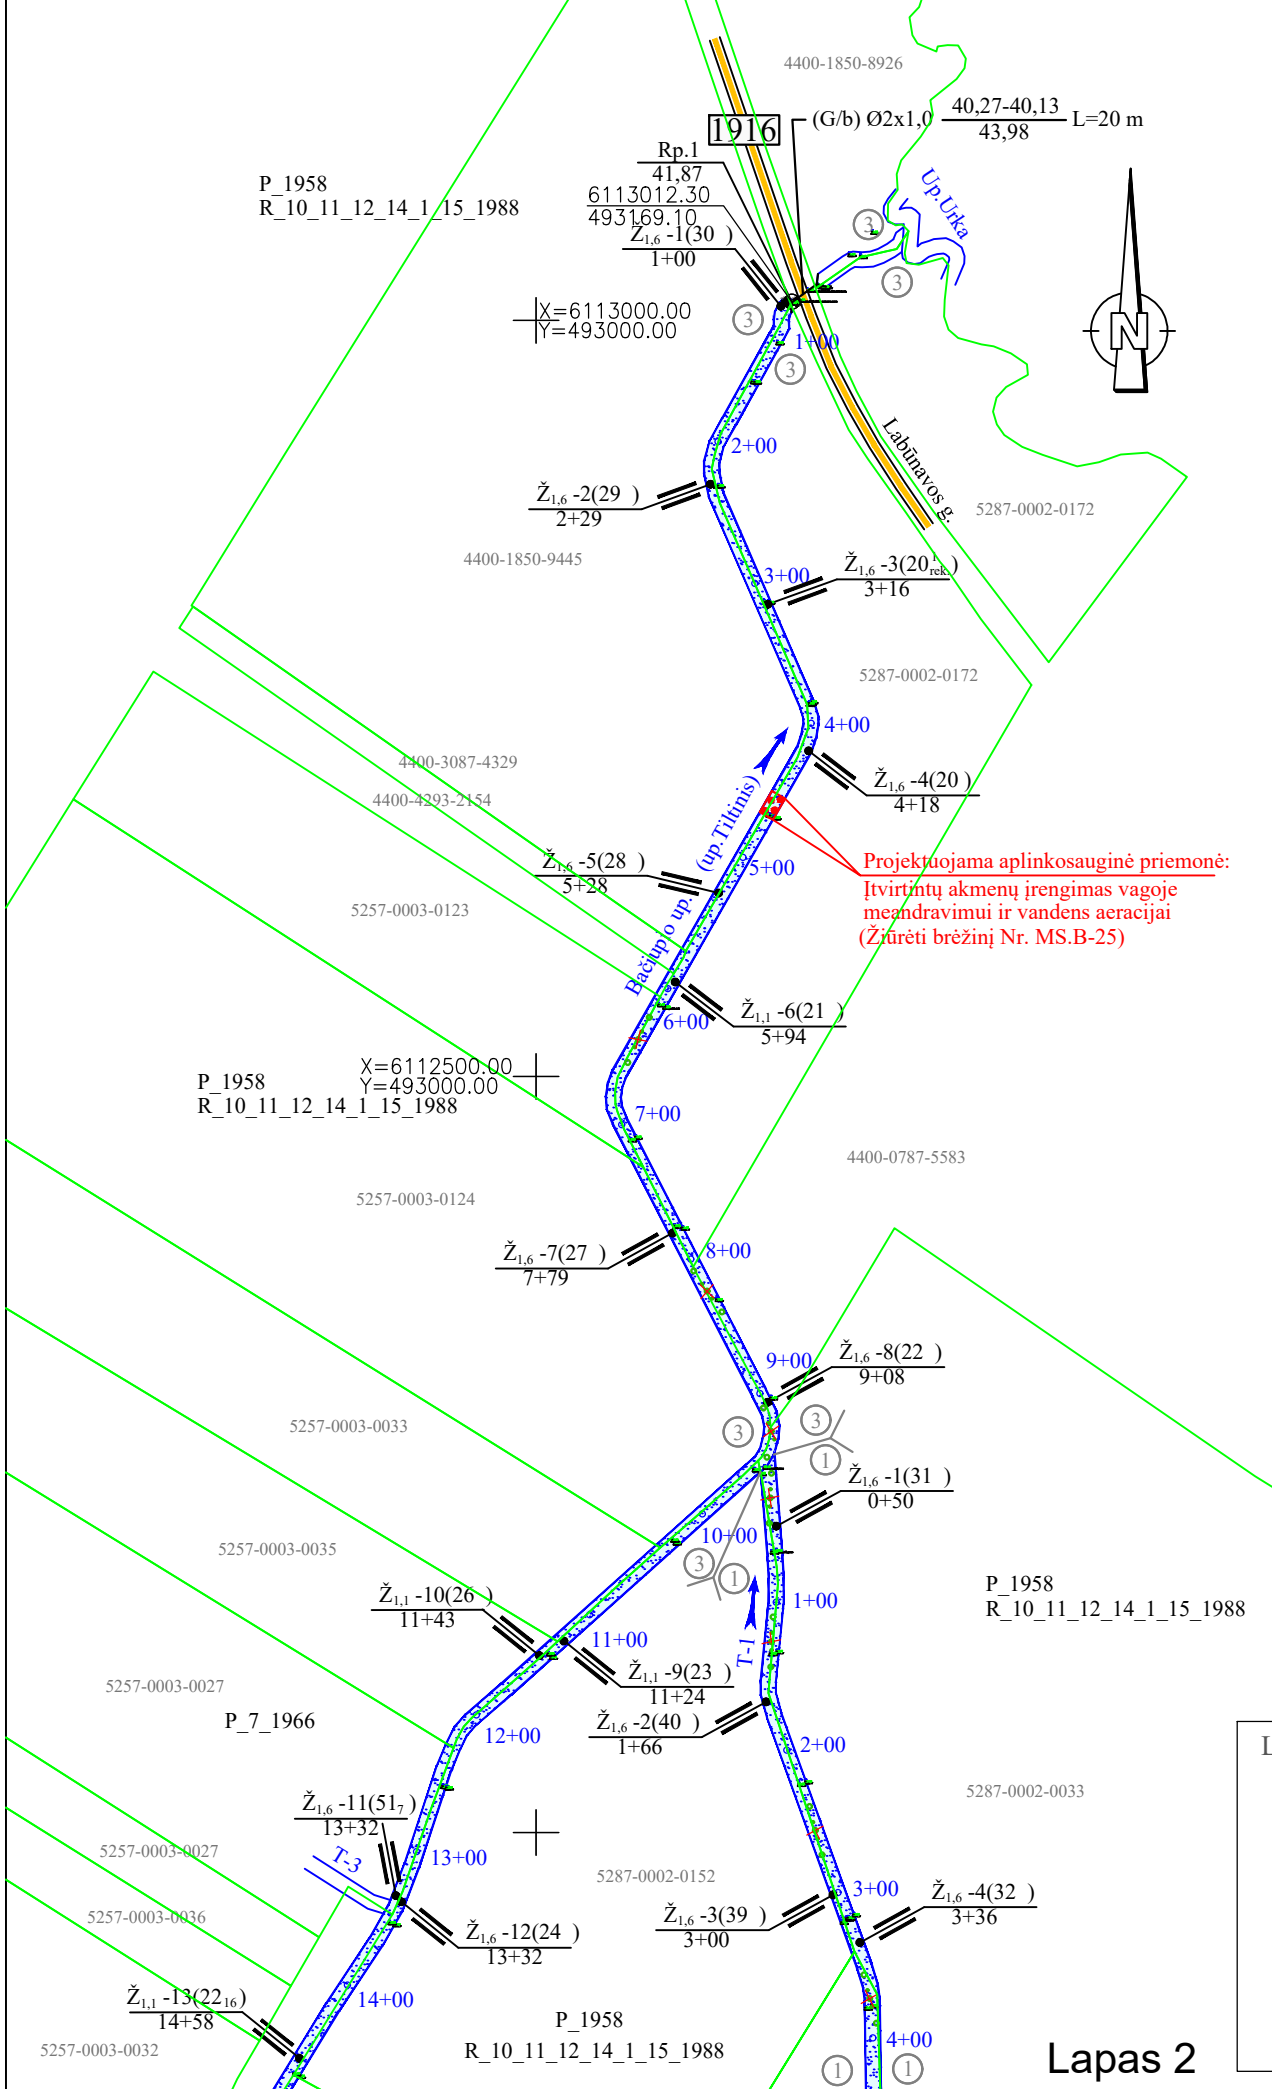 4400-1850-8926
(G/b) Ø2x1,0 40,27-40,13 L=20 m
43,98
1916
Rp.1
41,87
6113012.30
493169.10
Ž1,6 -1(30 )
1+00
P_1958
R_10_11_12_14_1_15_1988
Up.Urka
3
3
X=6113000.00
Y=493000.00
3
1+00
3
N
2+00
Labūnavos g.
Ž1,6 -2(29 )
2+29
5287-0002-0172
4400-1850-9445
3+00
Ž1,6 -3(20 rek.)
3+16
5287-0002-0172
4+00
4400-3087-4329
4400-4293-2154
Ž1,6 -4(20 )
4+18
Bačiupio up. (up.Tiltinis)
Ž1,6 -5(28 )
5+28
5+00
Projektuojama aplinkosauginė priemonė:
Įtvirtintų akmenų įrengimas vagoje
meandravimui ir vandens aeracijai
(Žiūrėti brėžinį Nr. MS.B-25)
5257-0003-0123
6+00
Ž1,1 -6(21 )
5+94
X=6112500.00
Y=493000.00
P_1958
R_10_11_12_14_1_15_1988
7+00
4400-0787-5583
5257-0003-0124
Ž1,6 -7(27 )
7+79
8+00
9+00
Ž1,6 -8(22 )
9+08
5257-0003-0033
3
3
1
Ž1,6 -1(31 )
0+50
10+00
5257-0003-0035
3
1
P_1958
R_10_11_12_14_1_15_1988
Ž1,1 -10(26 )
11+43
1+00
T-1
11+00
Ž1,1 -9(23 )
11+24
5257-0003-0027
P_7_1966
Ž1,6 -2(40 )
1+66
12+00
2+00
L
5287-0002-0033
Ž1,6 -11(517)
13+32
5257-0003-0027
T-3
13+00
5287-0002-0152
3+00
Ž1,6 -4(32 )
3+36
5257-0003-0036
Ž1,6 -3(39 )
3+00
Ž1,6 -12(24 )
13+32
Ž1,1 -13(2216)
14+58
14+00
P_1958
R_10_11_12_14_1_15_1988
4+00
5257-0003-0032
1
1
Lapas 2